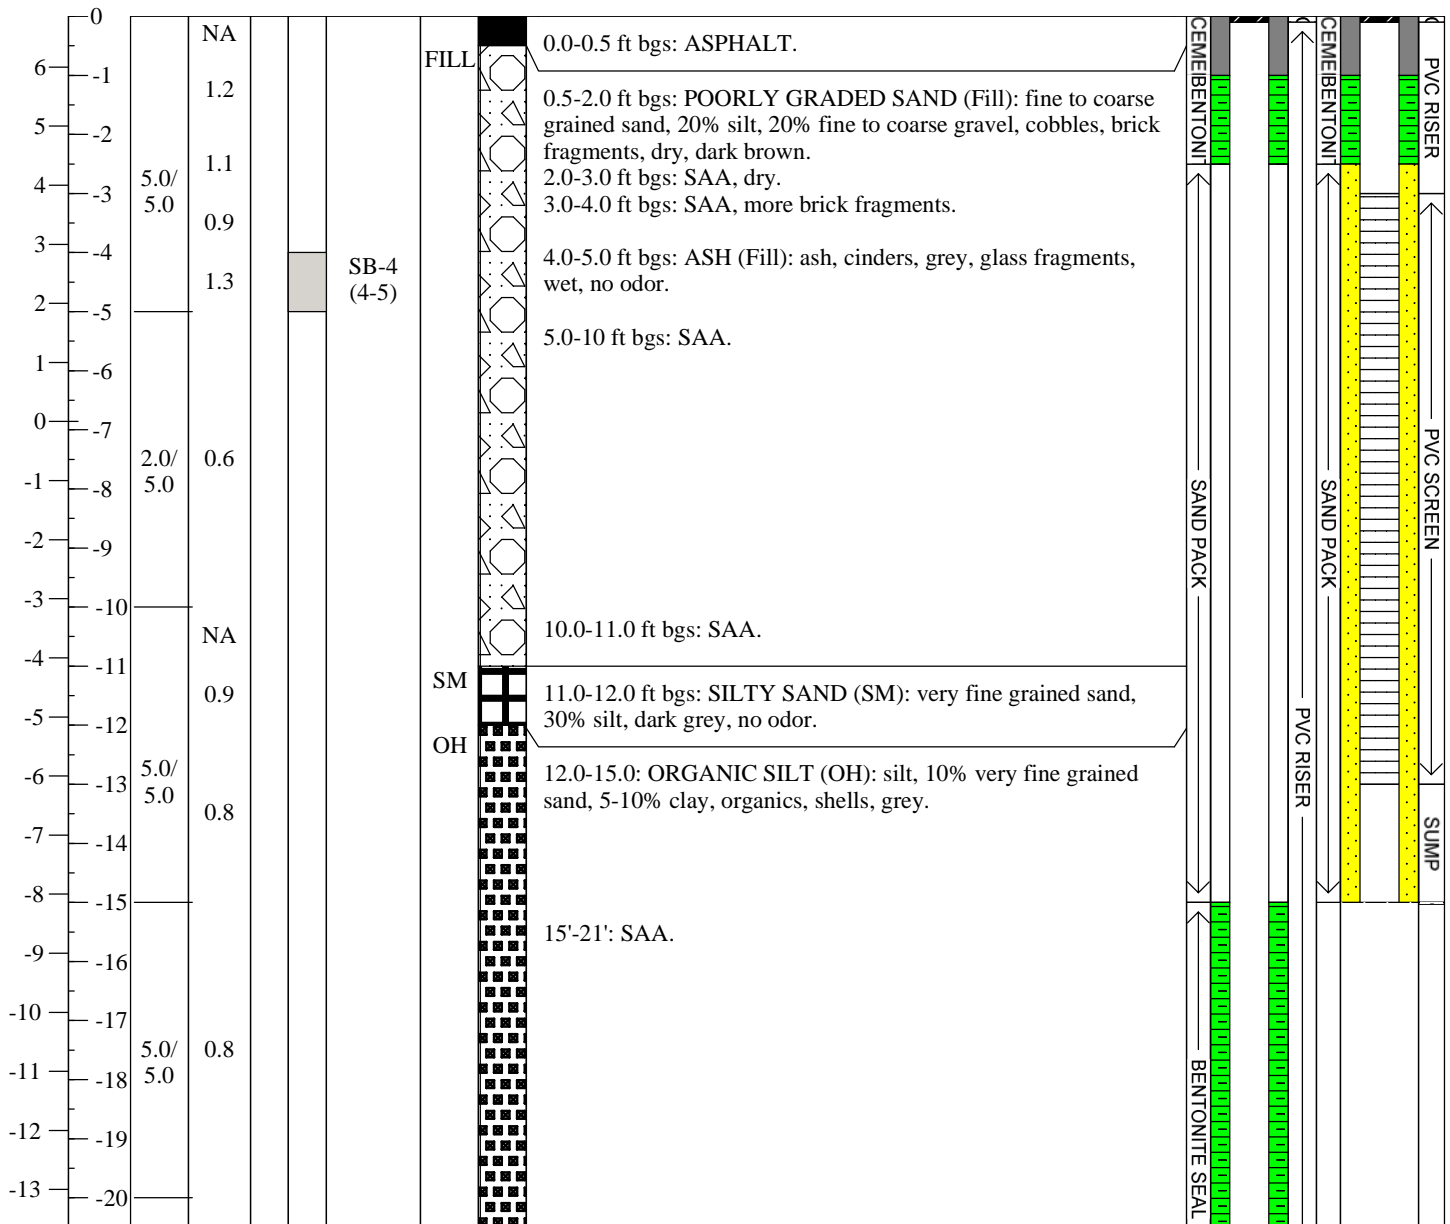 0
6
-1
5
-2
4
-3
3
-4
2
-5
1
-6
0
-7
-1
-8
-2
-9
-3
-10
-4
-11
-5
-12
-6
-13
-7
-14
-8
-15
-9
-16
-10
-17
-11
-18
-12
-19
-13
-20
5.0/
5.0
2.0/
5.0
5.0/
5.0
5.0/
5.0
NA
1.2
1.1
0.9
1.3
0.6
NA
0.9
0.8
0.8
SB-4
(4-5)
FILL
SM
OH
0.0-0.5 ft bgs: ASPHALT.
0.5-2.0 ft bgs: POORLY GRADED SAND (Fill): fine to coarse
grained sand, 20% silt, 20% fine to coarse gravel, cobbles, brick
fragments, dry, dark brown.
2.0-3.0 ft bgs: SAA, dry.
3.0-4.0 ft bgs: SAA, more brick fragments.
4.0-5.0 ft bgs: ASH (Fill): ash, cinders, grey, glass fragments,
wet, no odor.
5.0-10 ft bgs: SAA.
10.0-11.0 ft bgs: SAA.
11.0-12.0 ft bgs: SILTY SAND (SM): very fine grained sand,
30% silt, dark grey, no odor.
12.0-15.0: ORGANIC SILT (OH): silt, 10% very fine grained
sand, 5-10% clay, organics, shells, grey.
15'-21': SAA.
CEME
BENTONI
SAND PACK
BENTONITE SEAL
PVC RISER
CEME
BENTONI
SAND PACK
PVC RISER
PVC SCREEN
SUMP